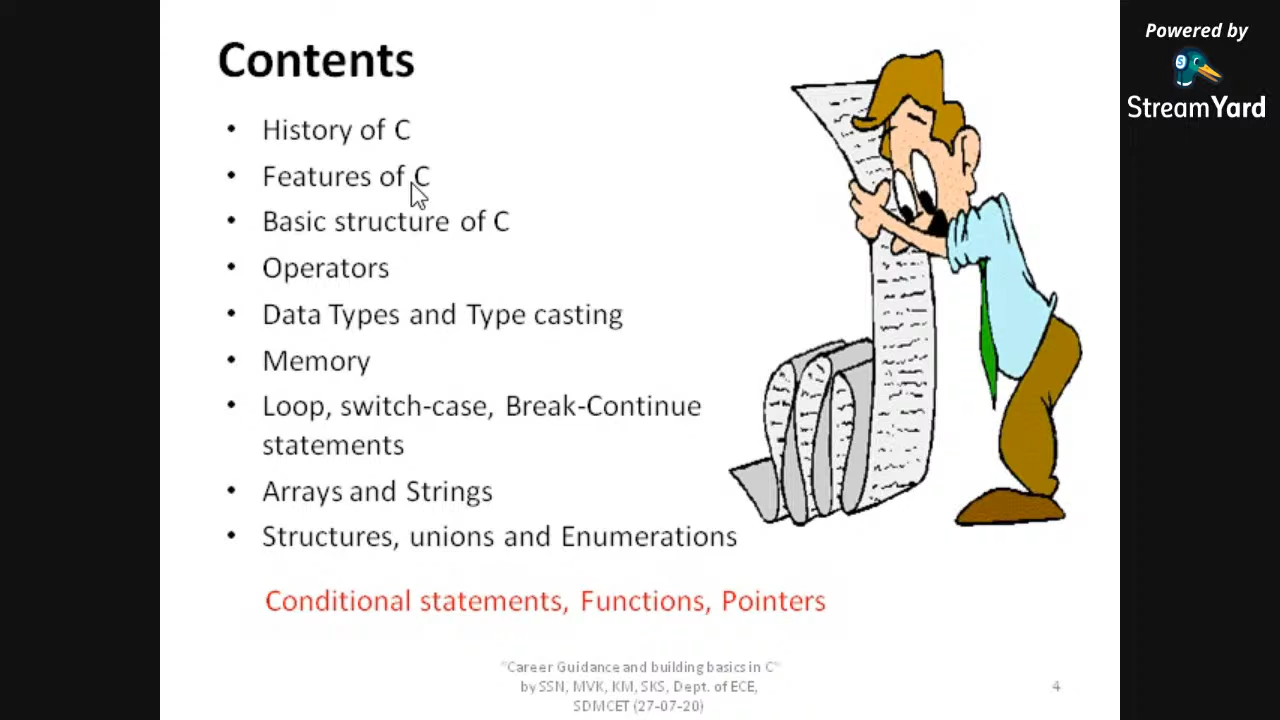 Contents
Powered by
StreamYard
• History of C
• Features of C
• Basic structure of C
• Operators
• Data Types and Type casting
• Memory
• Loop, switch-case, Break-Continue
statements
• Arrays and Strings
• Structures, unions and Enumerations
Conditional statements, Functions, Pointers
"Career Guidance and building basics in C"
by SSN, MVK, KM, SKS, Dept. of ECE,
SDMCET (27-07-20)
4